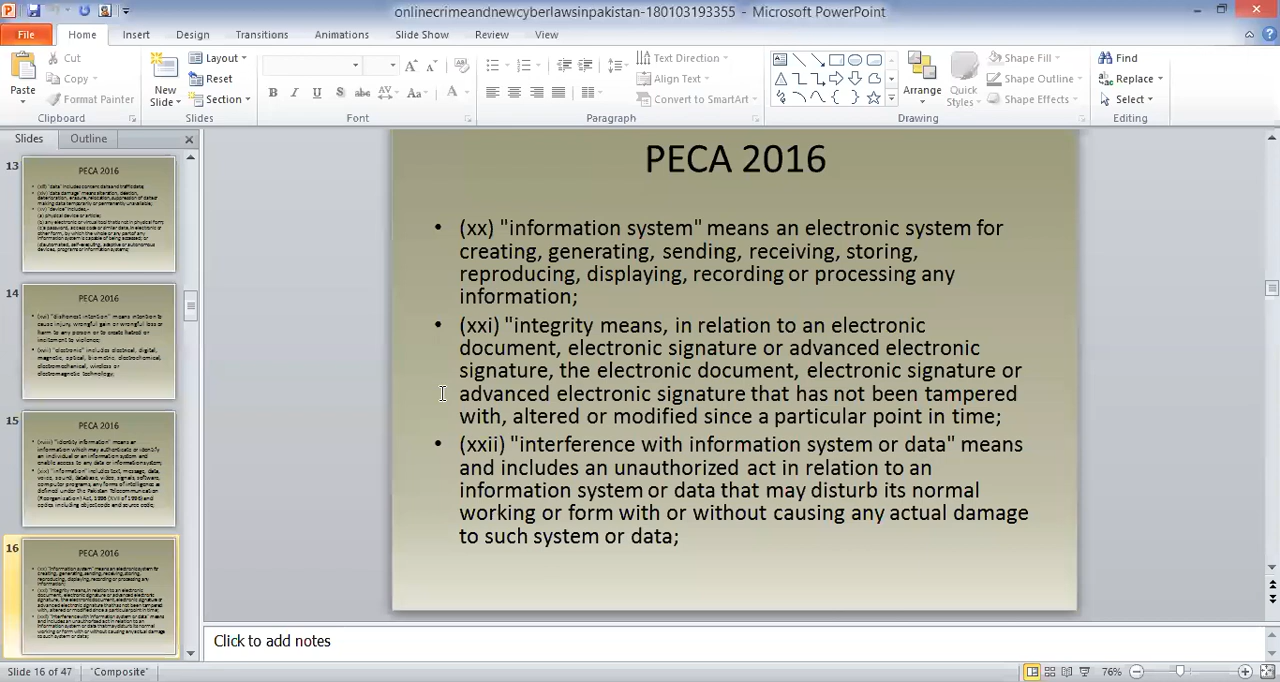 onlinecrimeandnewcyberlawsinpakistan-180103193355 - Microsoft PowerPoint
File Home Insert Design Transitions Animations Slide Show Review View
Paste
Cut
Copy
Format Painter
Clipboard
New Slide
Layout
Reset
Section
Slides
B I U S abc AV Aa A
Font
Text Direction
Align Text
Convert to SmartArt
Paragraph
Arrange
Quick Styles
Shape Fill
Shape Outline
Shape Effects
Drawing
Find
Replace
Select
Editing
Slides Outline
13
PECA 2016
14
PECA 2016
15
PECA 2016
16
PECA 2016
PECA 2016
• (xx) "information system" means an electronic system for
creating, generating, sending, receiving, storing,
reproducing, displaying, recording or processing any
information;
• (xxi) "integrity means, in relation to an electronic
document, electronic signature or advanced electronic
signature, the electronic document, electronic signature or
advanced electronic signature that has not been tampered
with, altered or modified since a particular point in time;
• (xxii) "interference with information system or data" means
and includes an unauthorized act in relation to an
information system or data that may disturb its normal
working or form with or without causing any actual damage
to such system or data;
Click to add notes
Slide 16 of 47 "Composite" 76%